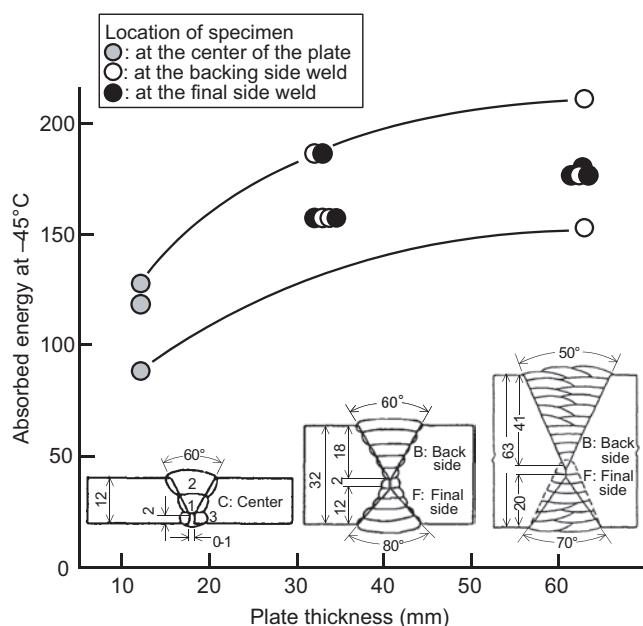 Location of specimen
: at the center of the plate
: at the backing side weld
: at the final side weld
Absorbed energy at –45°C
200
150
100
50
0
60°
2
12
2
1
C: Center
1
3
0-1
60°
32
18
2
12
B: Back
side
F: Final
side
80°
50°
63
41
20
B: Back
side
F: Final
side
70°
10
20
30
40
50
60
70
Plate thickness (mm)